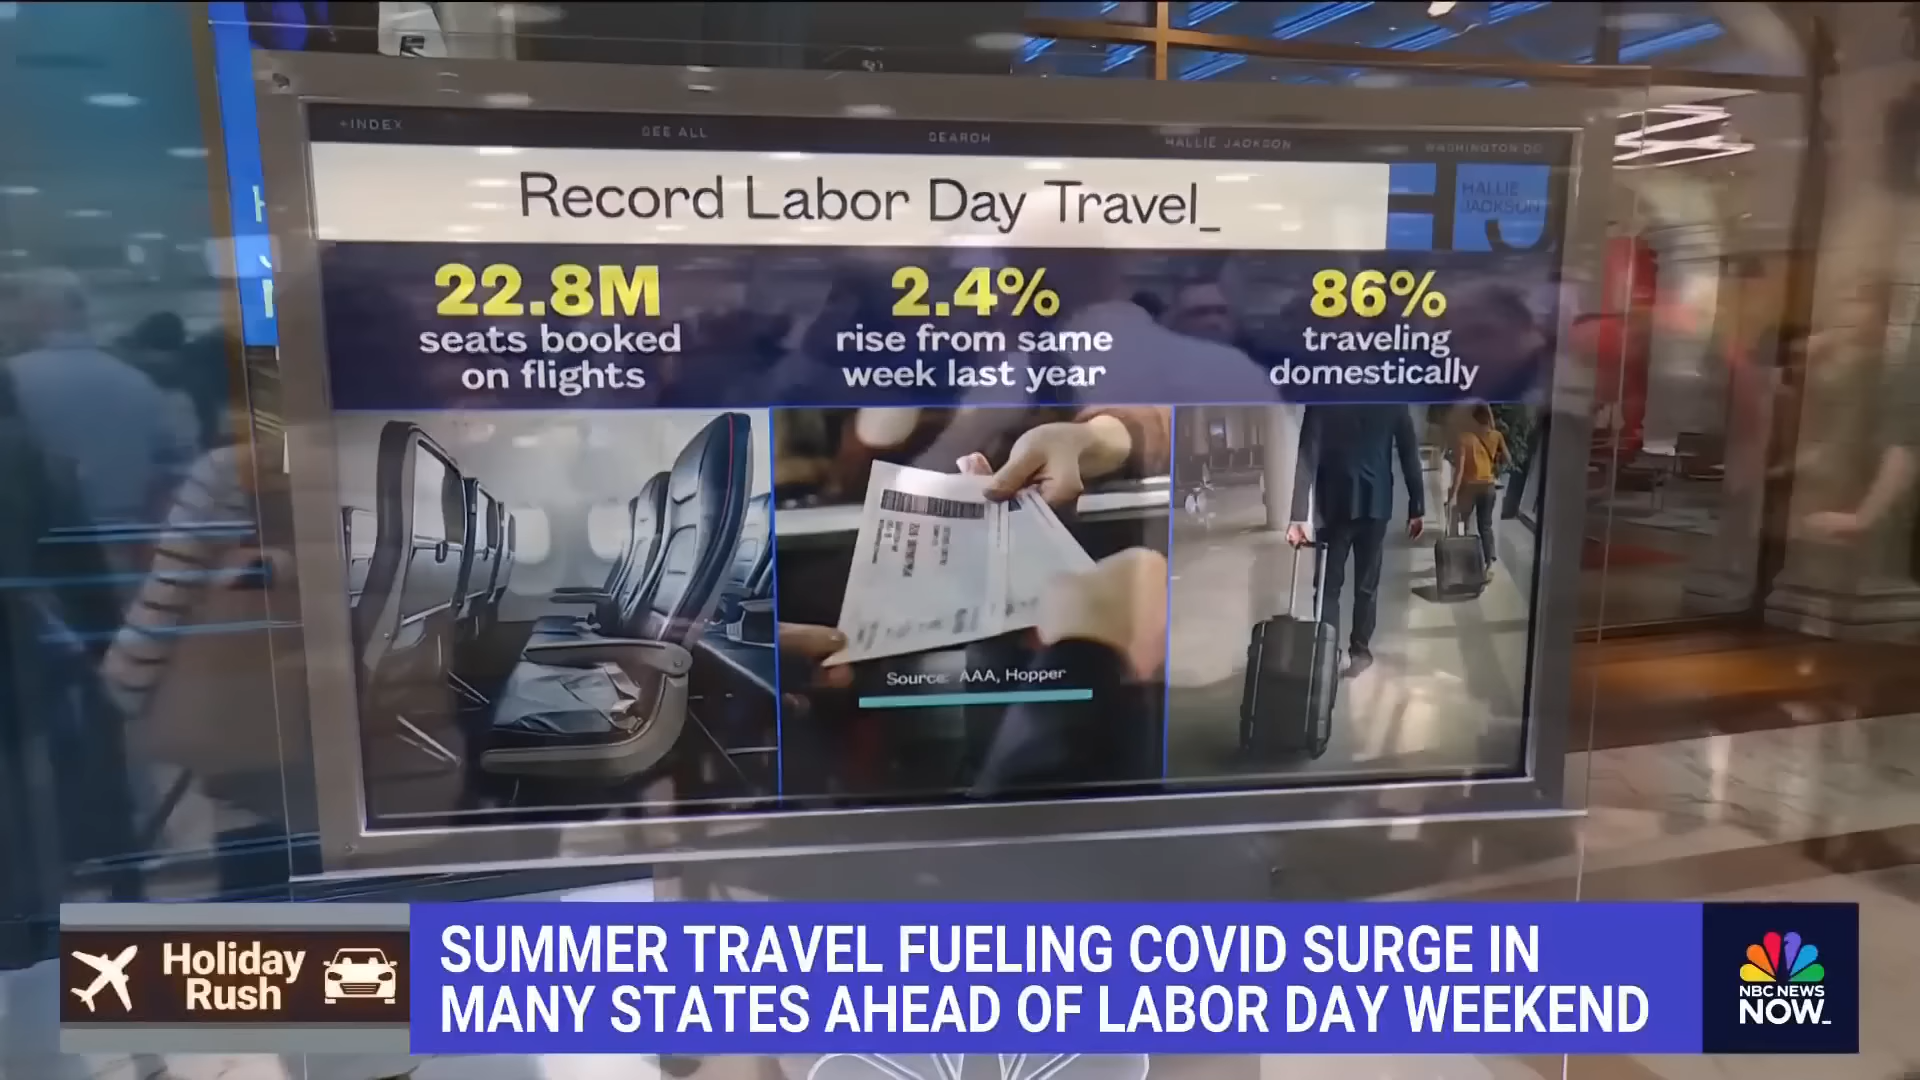 +INDEX
SEE ALL
SEARCH
HALLIE JACKSON
WASHINGTON DC
Record Labor Day Travel_
HALLIE
JACKSON
22.8M
seats booked
on flights
2.4%
rise from same
week last year
86%
traveling
domestically
Source: AAA, Hopper
Holiday
Rush
SUMMER TRAVEL FUELING COVID SURGE IN
MANY STATES AHEAD OF LABOR DAY WEEKEND
NBC NEWS
NOW_